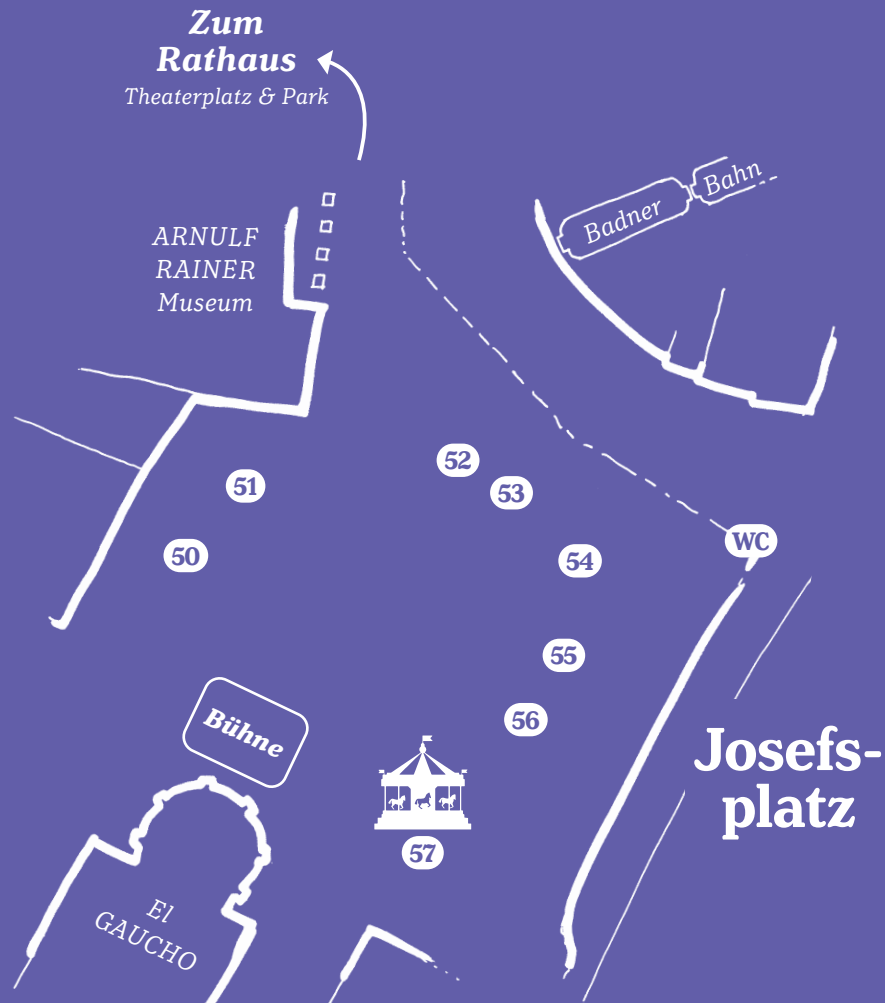 Zum
Rathaus
Theaterplatz & Park
Badner
Bahn
ARNULF
RAINER
Museum
52
51
53
WC
50
54
55
56
Bühne
Josefs-
platz
57
El
GAUCHO